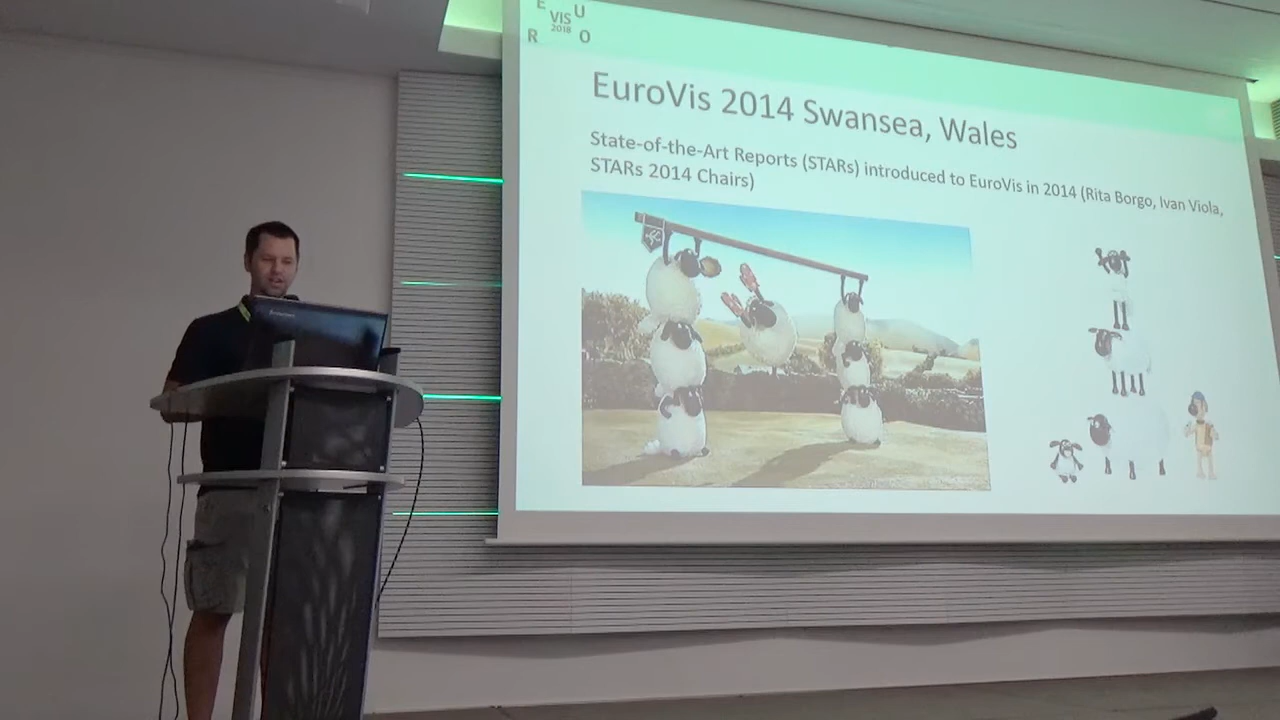 E U
VIS
2018
R O
EuroVis 2014 Swansea, Wales
State-of-the-Art Reports (STARs) introduced to EuroVis in 2014 (Rita Borgo, Ivan Viola,
STARs 2014 Chairs)